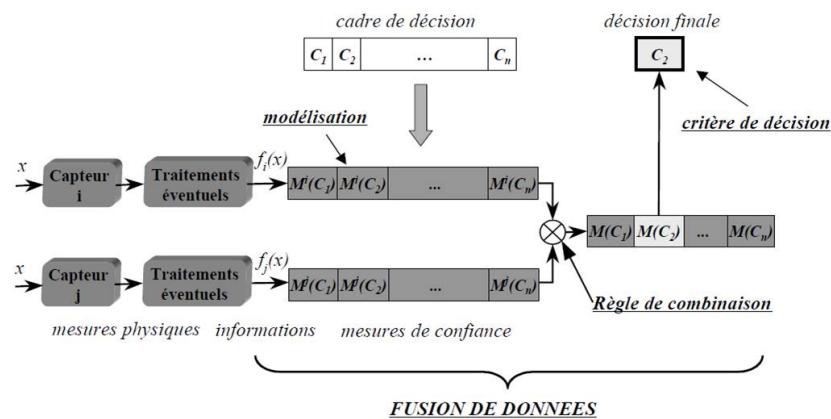 cadre de décision
décision finale
C1 C2 ... Cn
C2
modélisation
critère de décision
x
Capteur i
Traitements éventuels
fi(x)
Mi(C1) Mi(C2) ... Mi(Cn)
M(C1) M(C2) ... M(Cn)
x
Capteur j
Traitements éventuels
fj(x)
Mj(C1) Mj(C2) ... Mj(Cn)
Règle de combinaison
mesures physiques informations mesures de confiance
FUSION DE DONNEES